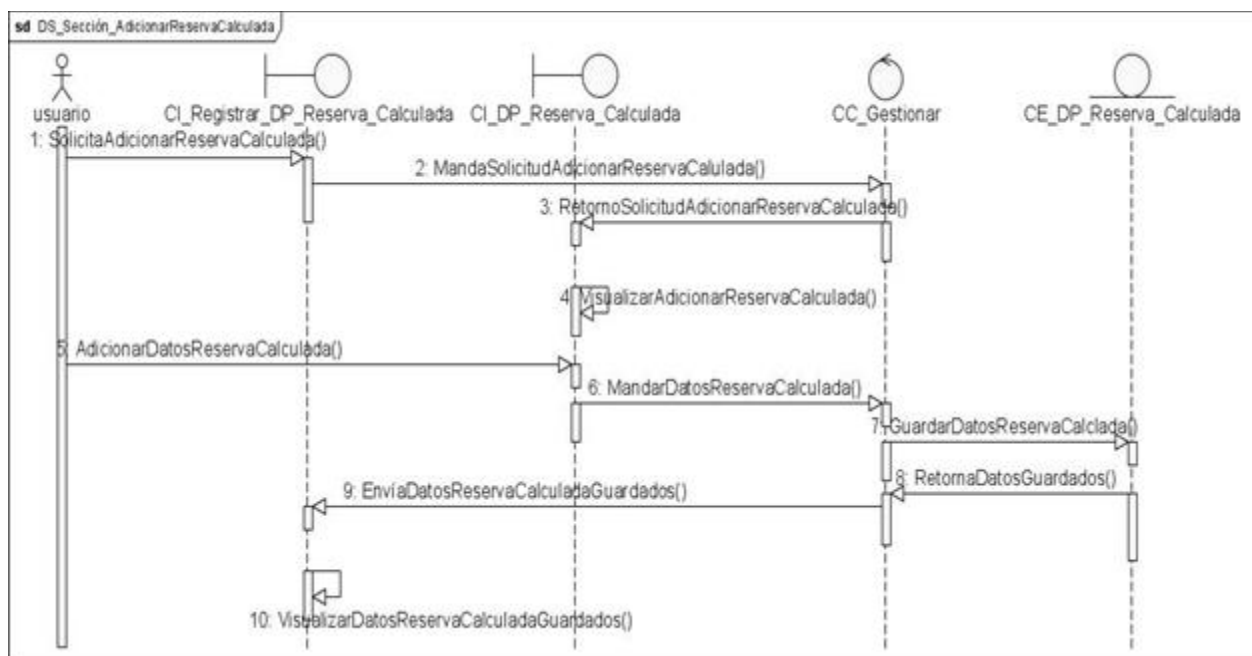 sd DS_Sección_AdicionarReservaCalculada
usuario CI_Registrar_DP_Reserva_Calculada CI_DP_Reserva_Calculada CC_Gestionar CE_DP_Reserva_Calculada
1: SolicitaAdicionarReservaCalculada()
2: MandaSolicitudAdicionarReservaCalulada()
3: RetornoSolicitudAdicionarReservaCalculada()
4: VisualizarAdicionarReservaCalculada()
5: AdicionarDatosReservaCalculada()
6: MandarDatosReservaCalculada()
7: GuardarDatosReservaCalclada()
8: RetornaDatosGuardados()
9: EnvíaDatosReservaCalculadaGuardados()
10: VisualizarDatosReservaCalculadaGuardados()